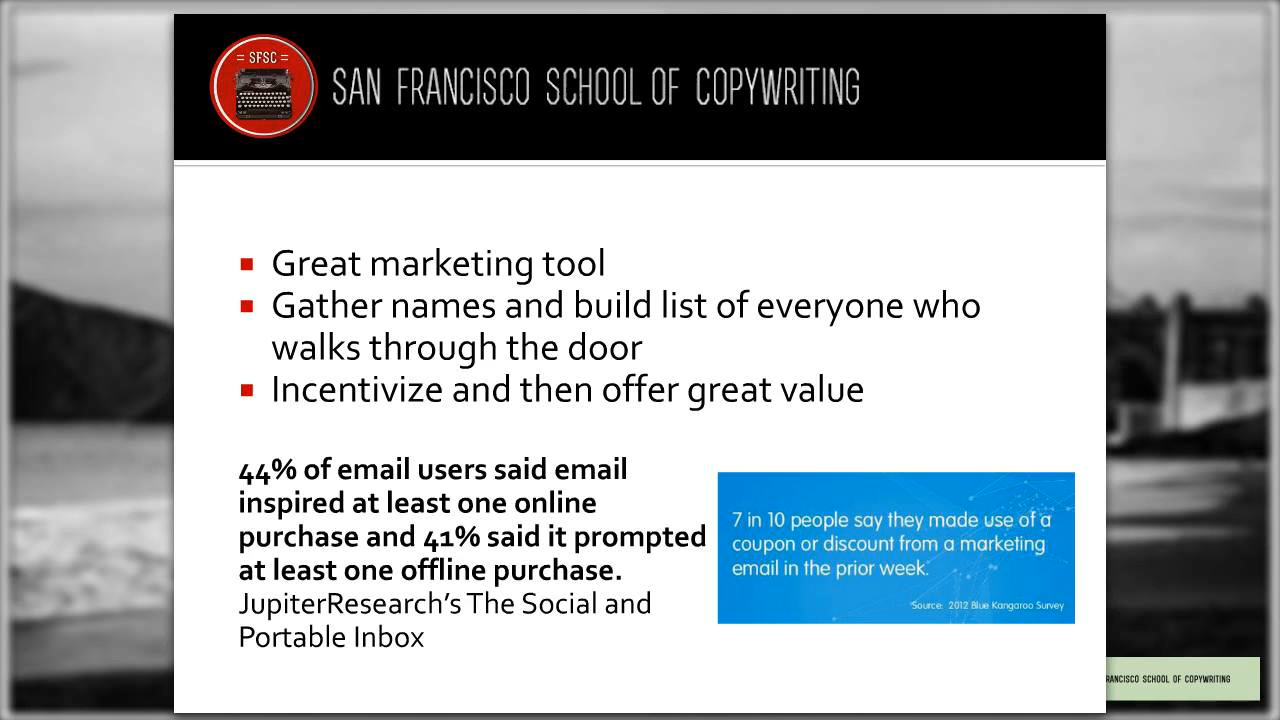 = SFSC =
SAN FRANCISCO SCHOOL OF COPYWRITING
Great marketing tool
Gather names and build list of everyone who
walks through the door
Incentivize and then offer great value
44% of email users said email
inspired at least one online
purchase and 41% said it prompted
at least one offline purchase.
JupiterResearch’s The Social and
Portable Inbox
7 in 10 people say they made use of a
coupon or discount from a marketing
email in the prior week.
Source: 2012 Blue Kangaroo Survey
RANCISCO SCHOOL OF COPYWRITING